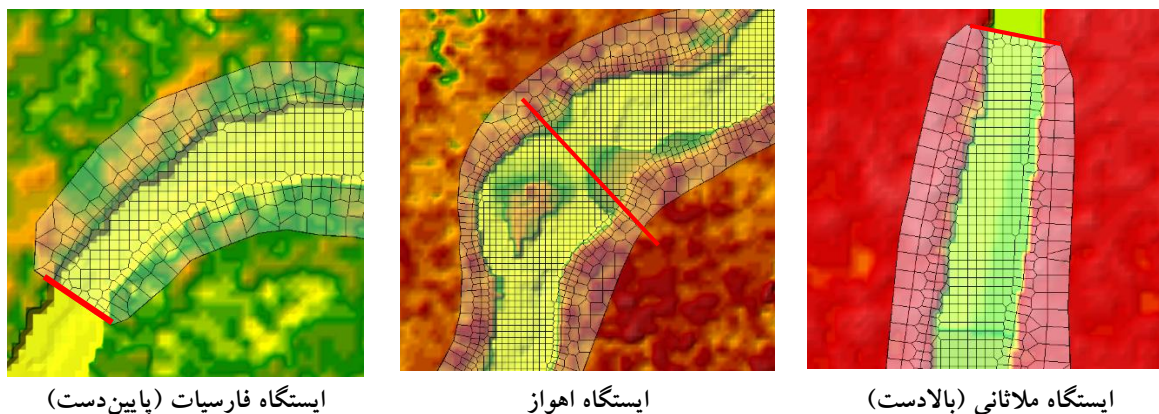 ایستگاه ملاثانی (بالادست)
ایستگاه اهواز
ایستگاه فارسیات (پایین‌دست)